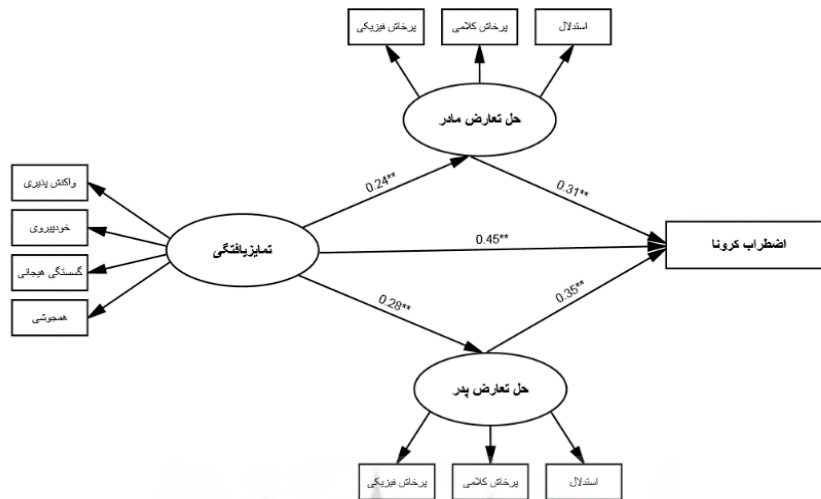 استدلال
پرخاش کلامی
پرخاش فیزیکی
حل تعارض مادر
0.24**
0.31**
واکنش پذیری
خودپیروی
گسستگی هیجانی
همجوشی
تمایزیافتگی
0.45**
اضطراب کرونا
0.28**
0.35**
حل تعارض پدر
استدلال
پرخاش کلامی
پرخاش فیزیکی